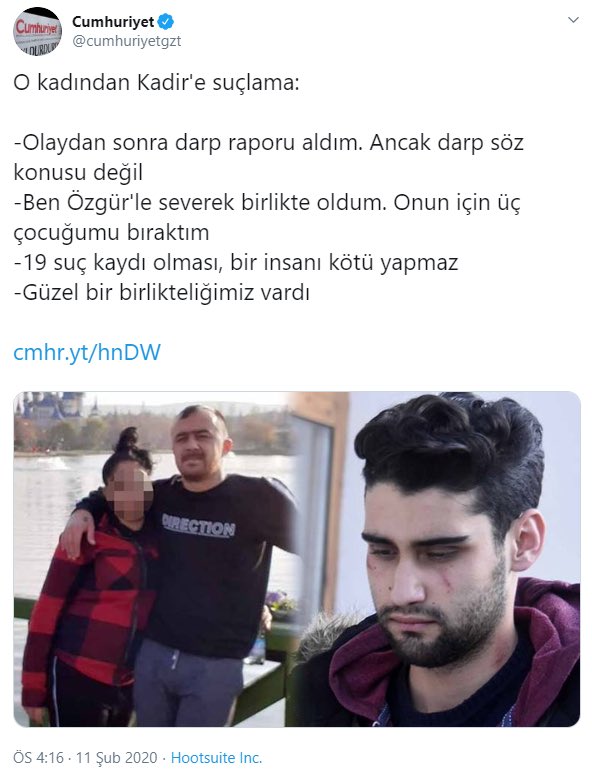 Cumhuriyet
Cumhuriyet
@cumhuriyetgzt
O kadından Kadir'e suçlama:
-Olaydan sonra darp raporu aldım. Ancak darp söz
konusu değil
-Ben Özgür'le severek birlikte oldum. Onun için üç
çocuğumu bıraktım
-19 suç kaydı olması, bir insanı kötü yapmaz
-Güzel bir birlikteliğimiz vardı
cmhr.yt/hnDW
DIRECTION
ÖS 4:16 · 11 Şub 2020 · Hootsuite Inc.